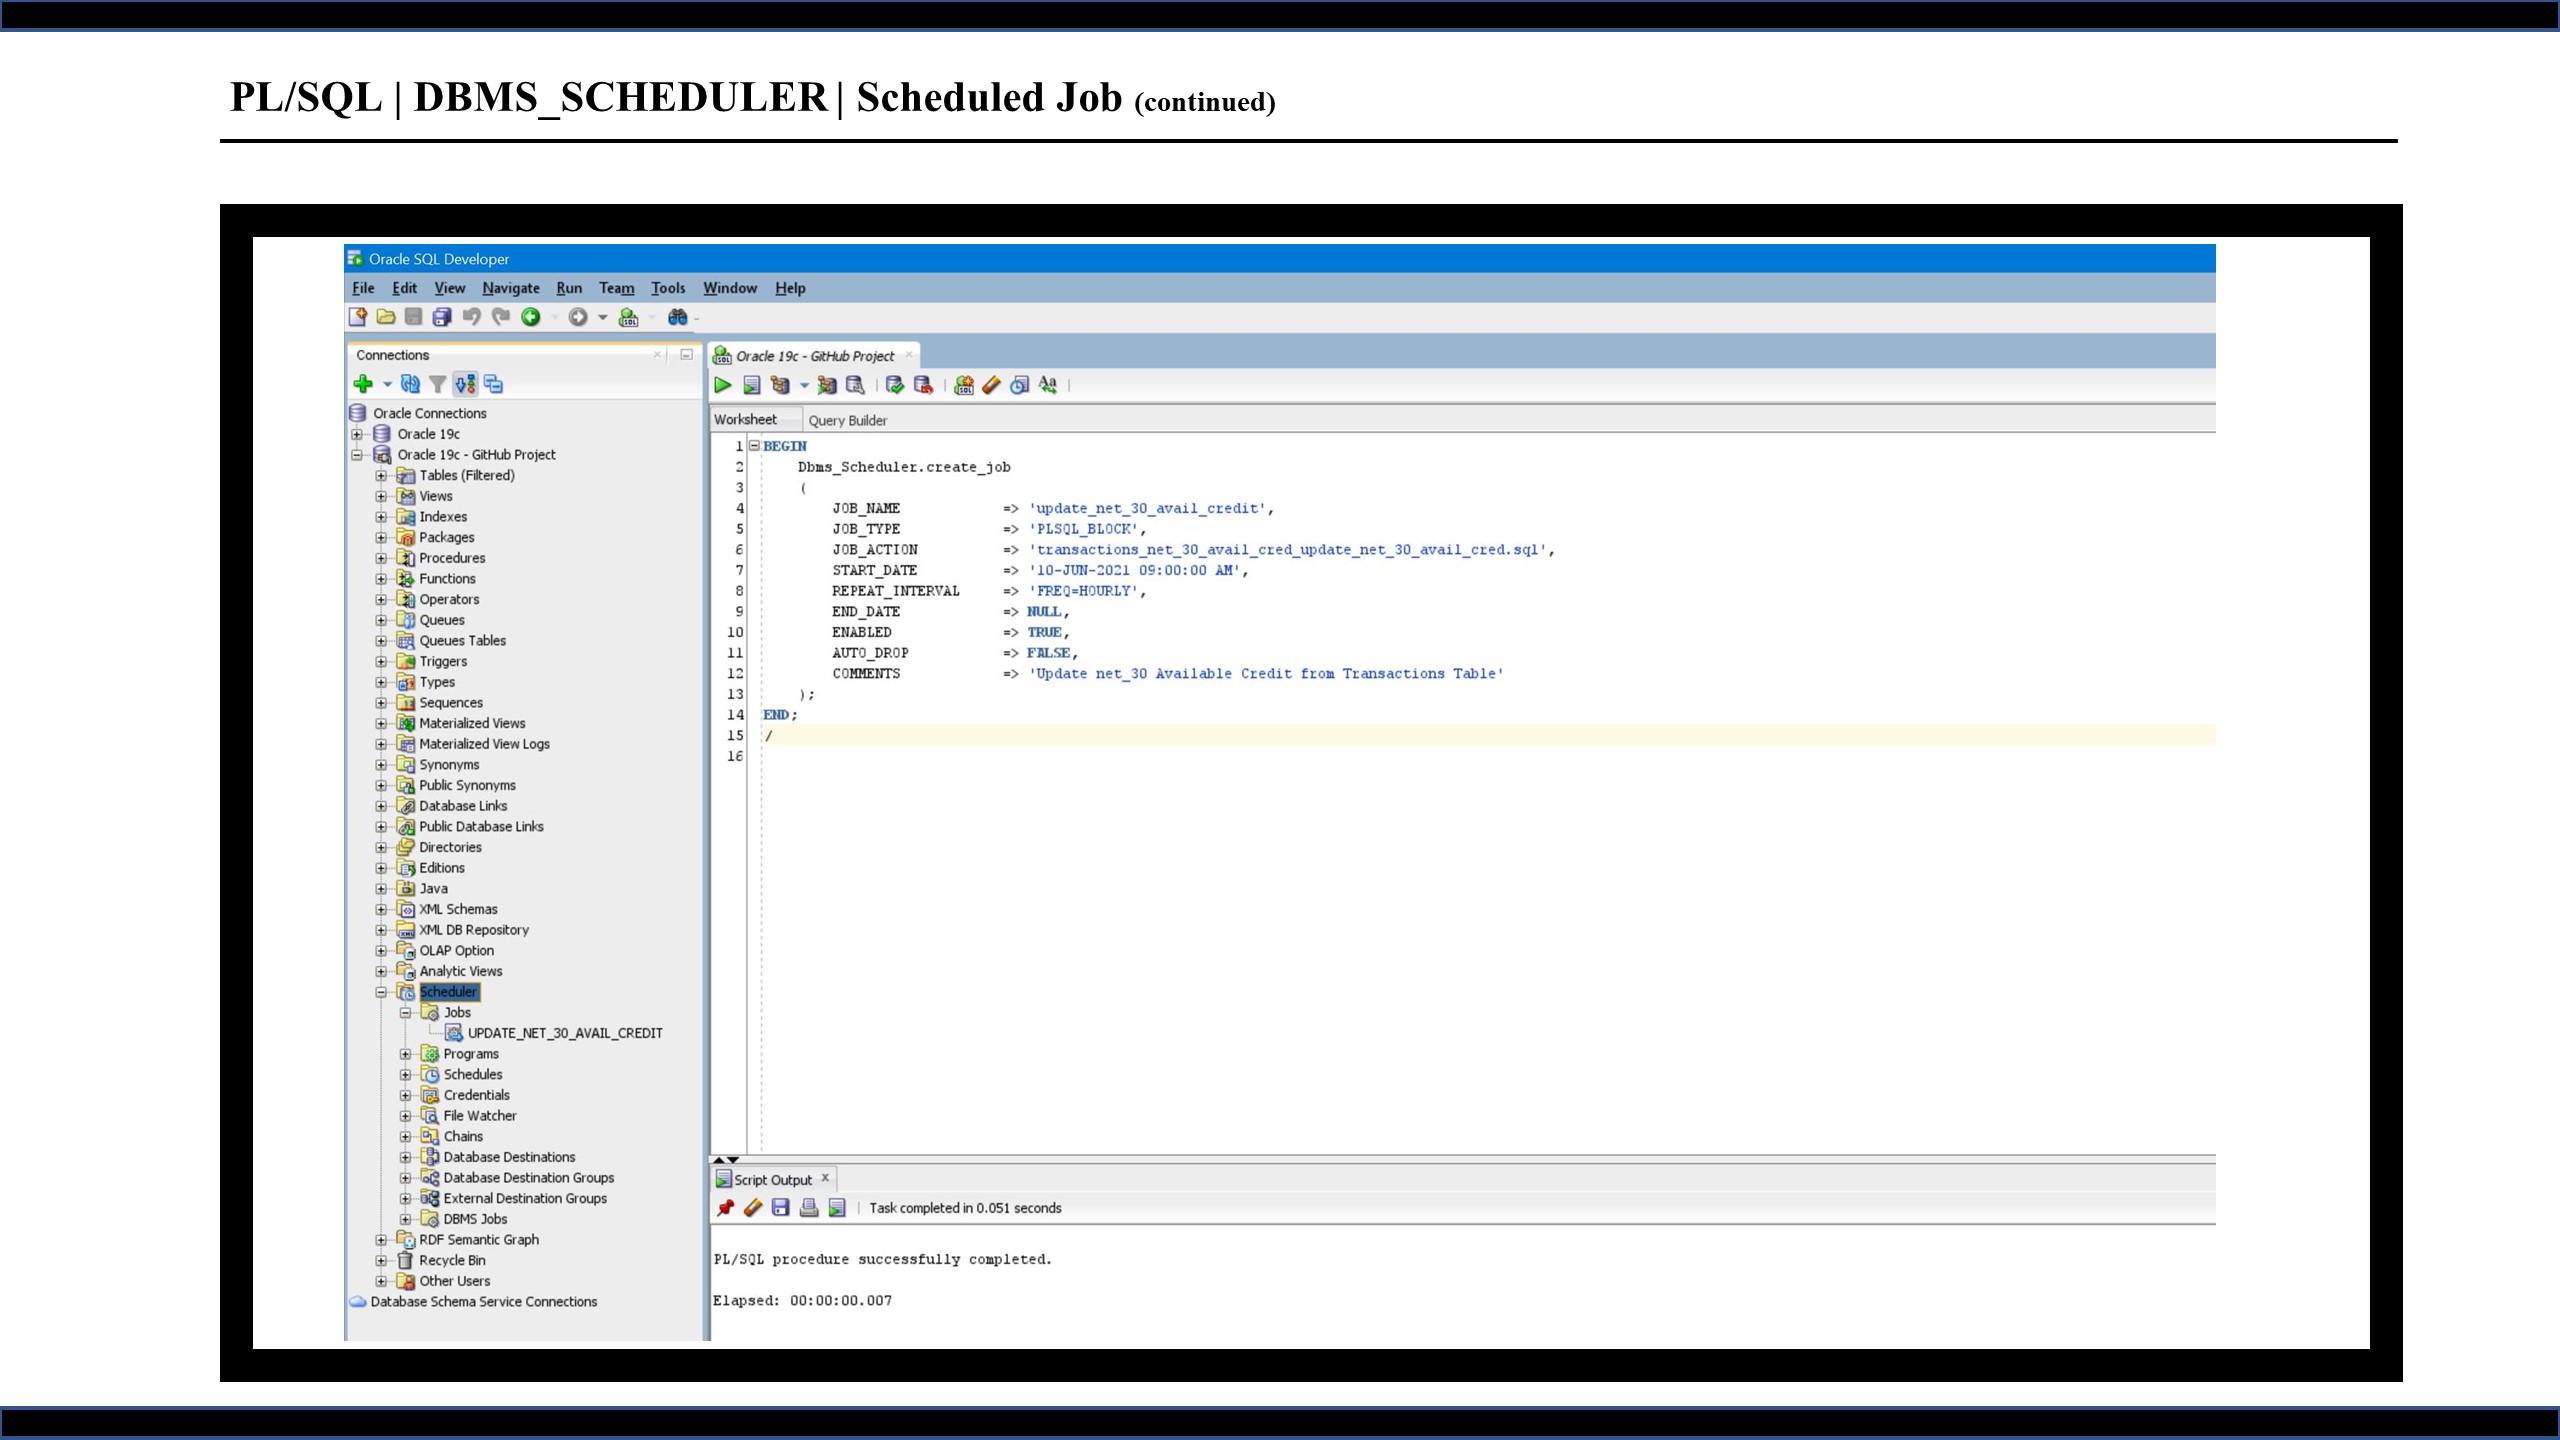 PL/SQL | DBMS_SCHEDULER | Scheduled Job (continued)
Oracle SQL Developer
File Edit View Navigate Run Team Tools Window Help
Connections
Oracle Connections
Oracle 19c
Oracle 19c - GitHub Project
Tables (Filtered)
Views
Indexes
Packages
Procedures
Functions
Operators
Queues
Queues Tables
Triggers
Types
Sequences
Materialized Views
Materialized View Logs
Synonyms
Public Synonyms
Database Links
Public Database Links
Directories
Editions
Java
XML Schemas
XML DB Repository
OLAP Option
Analytic Views
Scheduler
Jobs
UPDATE_NET_30_AVAIL_CREDIT
Programs
Schedules
Credentials
File Watcher
Chains
Database Destinations
Database Destination Groups
External Destination Groups
DBMS Jobs
RDF Semantic Graph
Recycle Bin
Other Users
Database Schema Service Connections
Oracle 19c - GitHub Project
Worksheet Query Builder
1 BEGIN
2 Dbms_Scheduler.create_job
3 (
4 JOB_NAME => 'update_net_30_avail_credit',
5 JOB_TYPE => 'PLSQL_BLOCK',
6 JOB_ACTION => 'transactions_net_30_avail_cred_update_net_30_avail_cred.sql',
7 START_DATE => '10-JUN-2021 09:00:00 AM',
8 REPEAT_INTERVAL => 'FREQ=HOURLY',
9 END_DATE => NULL,
10 ENABLED => TRUE,
11 AUTO_DROP => FALSE,
12 COMMENTS => 'Update net_30 Available Credit from Transactions Table'
13 );
14 END;
15 /
16
Script Output
Task completed in 0.051 seconds
PL/SQL procedure successfully completed.
Elapsed: 00:00:00.007